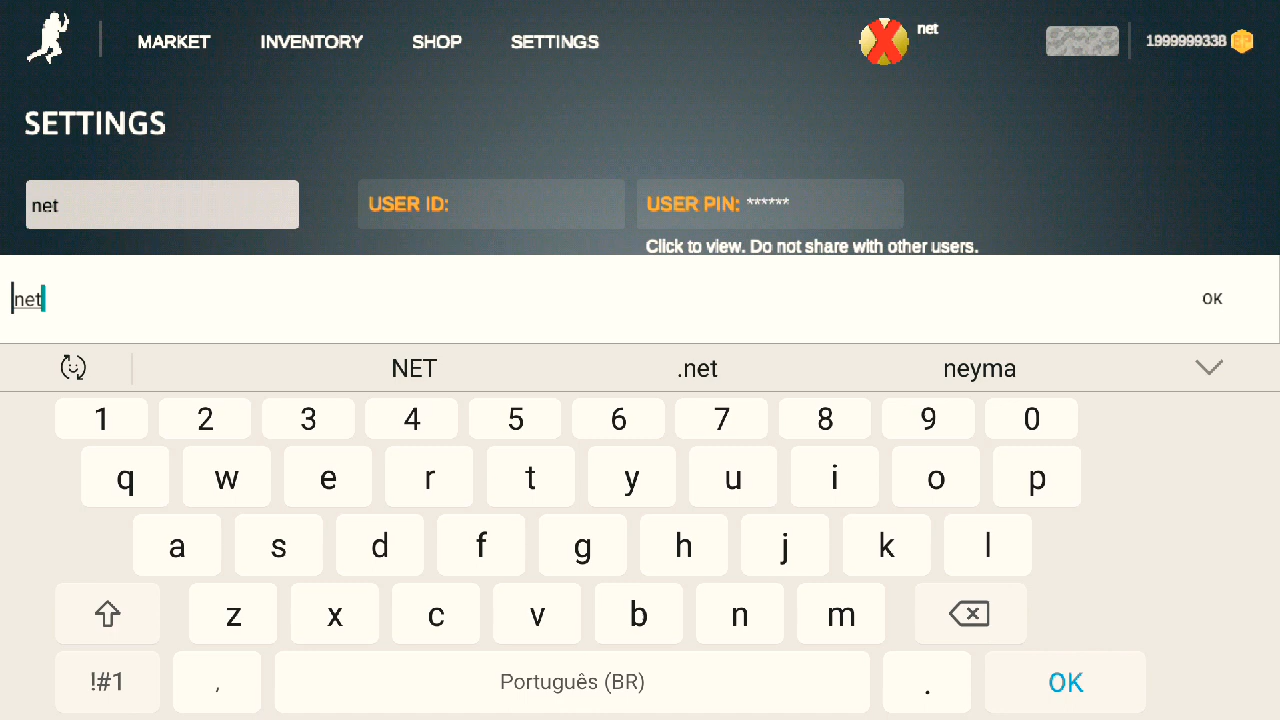 MARKET INVENTORY SHOP SETTINGS net 1999999338
SETTINGS
net USER ID: USER PIN: ******
Click to view. Do not share with other users.
net OK
NET .net neyma
1 2 3 4 5 6 7 8 9 0
q w e r t y u i o p
a s d f g h j k l
z x c v b n m
!#1 , Português (BR) . OK